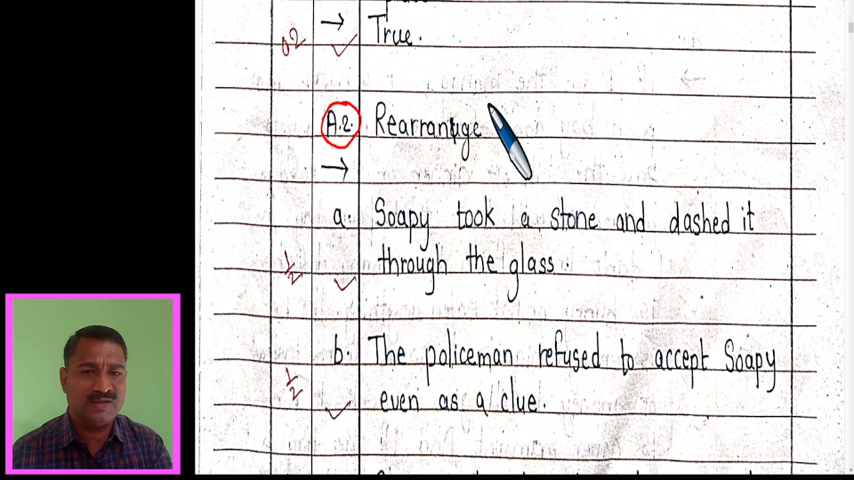 02 → True.
A.2. Rearrange
→
a. Soapy took a stone and dashed it
1/2 through the glass.
b. The policeman refused to accept Soapy
1/2 even as a clue.